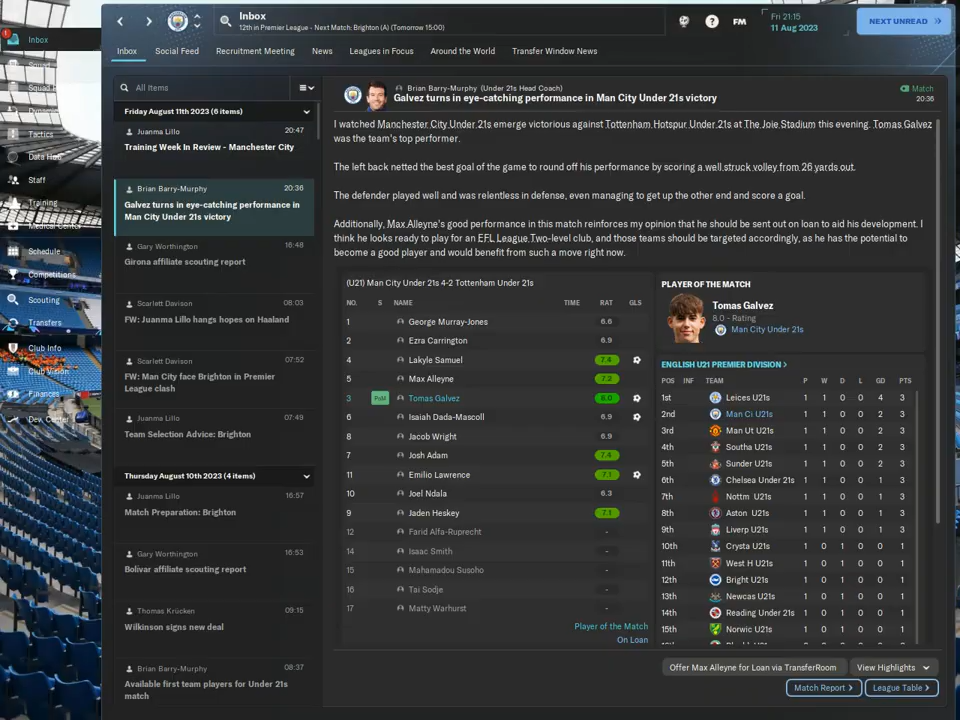 Inbox
12th in Premier League - Next Match: Brighton (A) (Tomorrow 15:00)
FM
Fri 21:15
11 Aug 2023
NEXT UNREAD
Inbox
Tactics
Data Hub
Staff
Training
Medical Center
Schedule
Competitions
Scouting
Transfers
Club Info
Club Vision
Finances
Dev. Center
Inbox
Social Feed
Recruitment Meeting
News
Leagues in Focus
Around the World
Transfer Window News
All Items
Friday August 11th 2023 (6 items)
Juanma Lillo 20:47
Training Week In Review - Manchester City
Brian Barry-Murphy 20:36
Galvez turns in eye-catching performance in
Man City Under 21s victory
Gary Worthington 16:48
Girona affiliate scouting report
Scarlett Davison 08:03
FW: Juanma Lillo hangs hopes on Haaland
Scarlett Davison 07:52
FW: Man City face Brighton in Premier
League clash
Juanma Lillo 07:49
Team Selection Advice: Brighton
Thursday August 10th 2023 (4 items)
Juanma Lillo 16:57
Match Preparation: Brighton
Gary Worthington 16:53
Bolívar affiliate scouting report
Thomas Krücken 09:15
Wilkinson signs new deal
Brian Barry-Murphy 08:37
Available first team players for Under 21s
match
Brian Barry-Murphy (Under 21s Head Coach)
Galvez turns in eye-catching performance in Man City Under 21s victory
Match
20:36
I watched Manchester City Under 21s emerge victorious against Tottenham Hotspur Under 21s at The Joie Stadium this evening. Tomas Galvez
was the team's top performer.
The left back netted the best goal of the game to round off his performance by scoring a well struck volley from 26 yards out.
The defender played well and was relentless in defense, even managing to get up the other end and score a goal.
Additionally, Max Alleyne's good performance in this match reinforces my opinion that he should be sent out on loan to aid his development. I
think he looks ready to play for an EFL League Two-level club, and those teams should be targeted accordingly, as he has the potential to
become a good player and would benefit from such a move right now.
(U21) Man City Under 21s 4-2 Tottenham Under 21s
NO. S NAME TIME RAT GLS
1 George Murray-Jones 6.6
2 Ezra Carrington 6.9
4 Lakyle Samuel 7.4
5 Max Alleyne 7.2
3 PoM Tomas Galvez 8.0
6 Isaiah Dada-Mascoll 6.9
8 Jacob Wright 6.9
7 Josh Adam 7.4
11 Emilio Lawrence 7.1
10 Joel Ndala 6.3
9 Jaden Heskey 7.1
12 Farid Alfa-Ruprecht -
14 Isaac Smith -
15 Mahamadou Susoho -
16 Tai Sodje -
17 Matty Warhurst -
Player of the Match
On Loan
PLAYER OF THE MATCH
Tomas Galvez
8.0 - Rating
Man City Under 21s
ENGLISH U21 PREMIER DIVISION >
POS INF TEAM P W D L GD PTS
1st Leices U21s 1 1 0 0 4 3
2nd Man Ci U21s 1 1 0 0 2 3
3rd Man Ut U21s 1 1 0 0 2 3
4th Southa U21s 1 1 0 0 2 3
5th Sunder U21s 1 1 0 0 2 3
6th Chelsea Under 21s 1 1 0 0 1 3
7th Nottm U21s 1 1 0 0 1 3
8th Aston U21s 1 1 0 0 1 3
9th Liverp U21s 1 1 0 0 1 3
10th Crysta U21s 1 0 1 0 0 1
11th West H U21s 1 0 1 0 0 1
12th Bright U21s 1 0 1 0 0 1
13th Newcas U21s 1 0 1 0 0 1
14th Reading Under 21s 1 0 1 0 0 1
15th Norwic U21s 1 0 1 0 0 1
Offer Max Alleyne for Loan via TransferRoom
View Highlights
Match Report >
League Table >